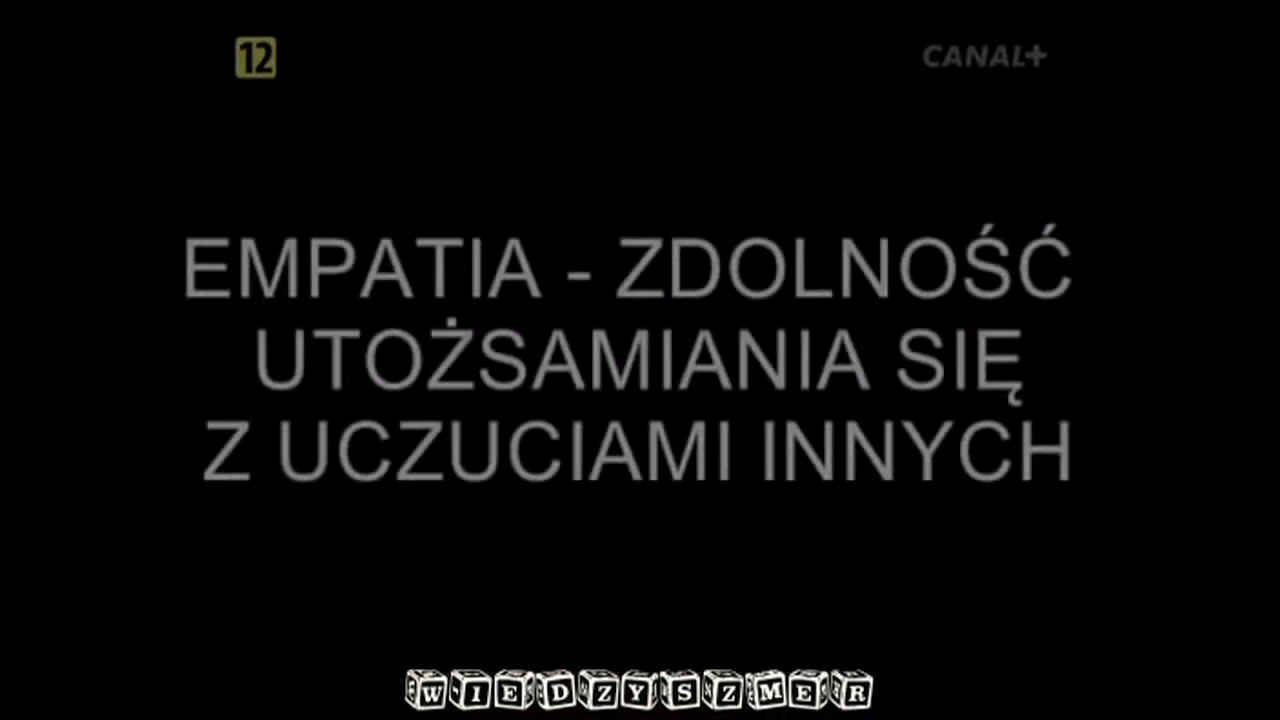 12
CANAL+
EMPATIA - ZDOLNOŚĆ
UTOŻSAMIANIA SIĘ
Z UCZUCIAMI INNYCH
WIEDZYSZMER